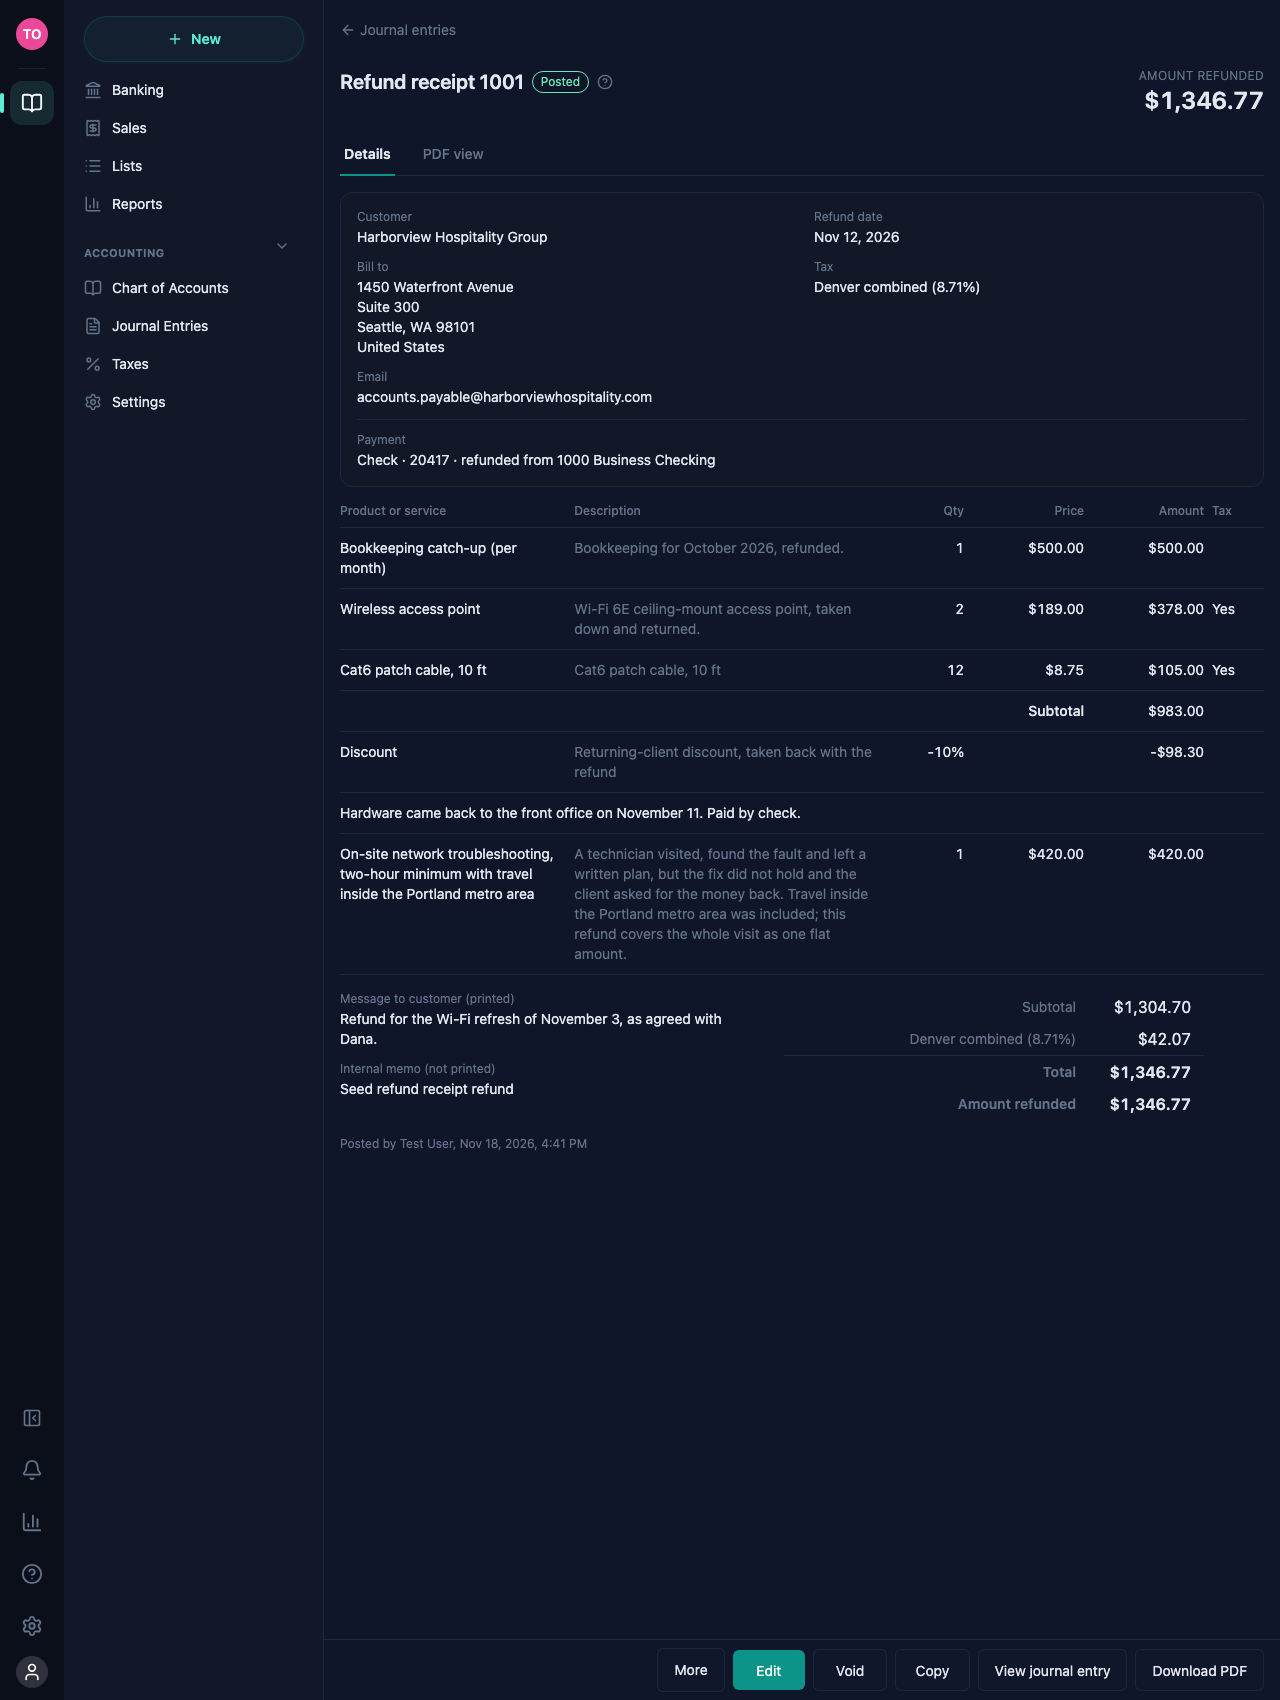 TO
New
Banking
Sales
Lists
Reports
ACCOUNTING
Chart of Accounts
Journal Entries
Taxes
Settings
Journal entries
Refund receipt 1001 Posted
AMOUNT REFUNDED
$1,346.77
Details PDF view
Customer
Harborview Hospitality Group
Refund date
Nov 12, 2026
Bill to
1450 Waterfront Avenue
Suite 300
Seattle, WA 98101
United States
Tax
Denver combined (8.71%)
Email
accounts.payable@harborviewhospitality.com
Payment
Check · 20417 · refunded from 1000 Business Checking
Product or service Description Qty Price Amount Tax
Bookkeeping catch-up (per Bookkeeping for October 2026, refunded. 1 $500.00 $500.00
month)
Wireless access point Wi-Fi 6E ceiling-mount access point, taken 2 $189.00 $378.00 Yes
down and returned.
Cat6 patch cable, 10 ft Cat6 patch cable, 10 ft 12 $8.75 $105.00 Yes
Subtotal $983.00
Discount Returning-client discount, taken back with the -10% -$98.30
refund
Hardware came back to the front office on November 11. Paid by check.
On-site network troubleshooting, A technician visited, found the fault and left a 1 $420.00 $420.00
two-hour minimum with travel written plan, but the fix did not hold and the
inside the Portland metro area client asked for the money back. Travel inside
the Portland metro area was included; this
refund covers the whole visit as one flat
amount.
Message to customer (printed)
Refund for the Wi-Fi refresh of November 3, as agreed with
Dana.
Internal memo (not printed)
Seed refund receipt refund
Subtotal $1,304.70
Denver combined (8.71%) $42.07
Total $1,346.77
Amount refunded $1,346.77
Posted by Test User, Nov 18, 2026, 4:41 PM
More Edit Void Copy View journal entry Download PDF